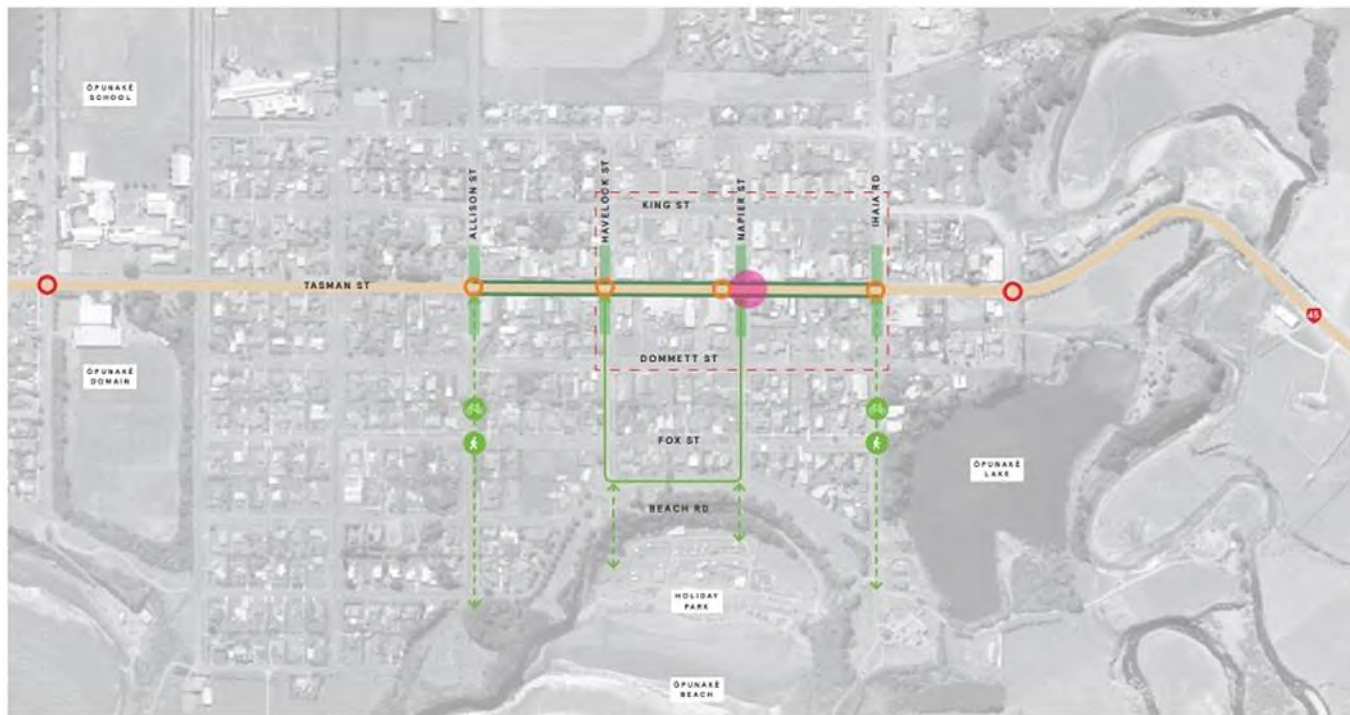 ŌPUNAKĒ
SCHOOL
ALLISON ST
HAVELOCK ST
KING ST
NAPIER ST
IHAIA RD
TASMAN ST
45
DOMMETT ST
ŌPUNAKĒ
DOMAIN
FOX ST
ŌPUNAKĒ
LAKE
BEACH RD
HOLIDAY
PARK
ŌPUNAKĒ
BEACH